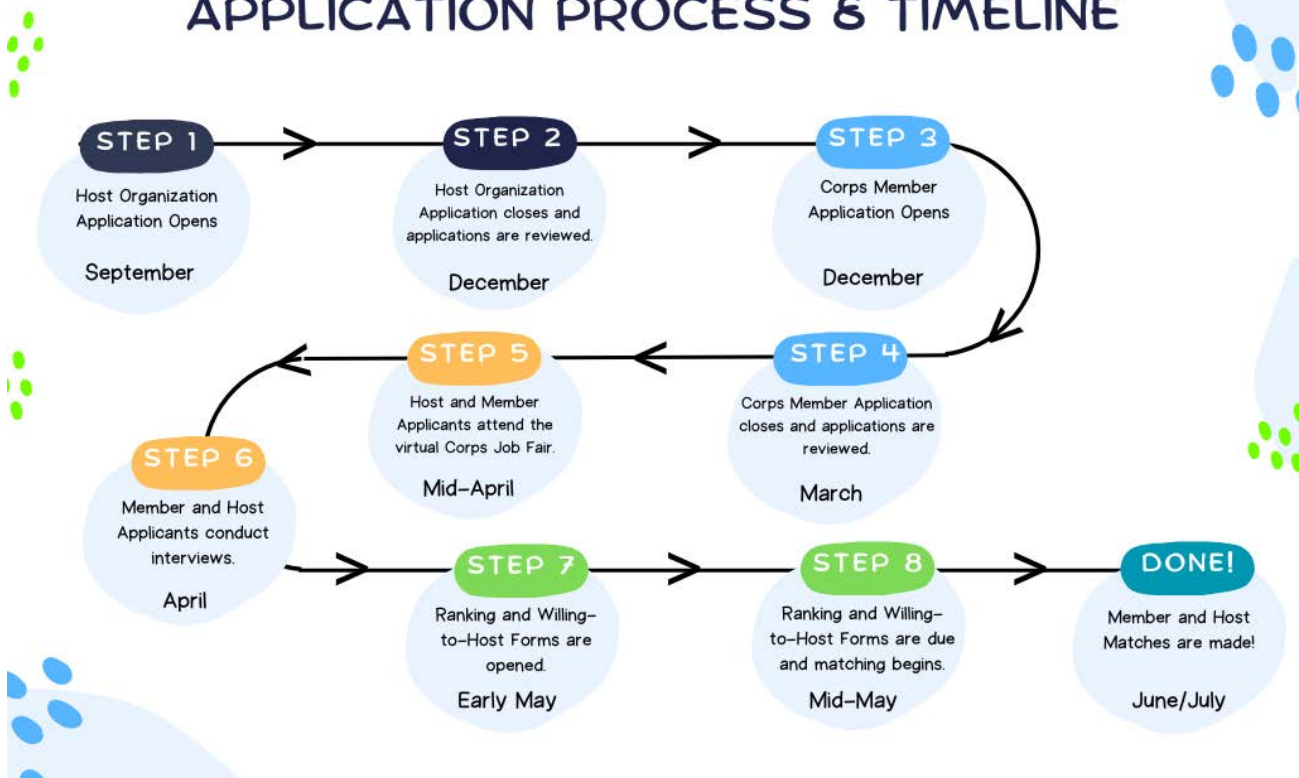 APPLICATION PROCESS & TIMELINE
STEP 1
Host Organization
Application Opens
September
STEP 2
Host Organization
Application closes and
applications are reviewed.
December
STEP 3
Corps Member
Application Opens
December
STEP 4
Corps Member Application
closes and applications are
reviewed.
March
STEP 5
Host and Member
Applicants attend the
virtual Corps Job Fair.
Mid-April
STEP 6
Member and Host
Applicants conduct
interviews.
April
STEP 7
Ranking and Willing-
to-Host Forms are
opened.
Early May
STEP 8
Ranking and Willing-
to-Host Forms are due
and matching begins.
Mid-May
DONE!
Member and Host
Matches are made!
June/July